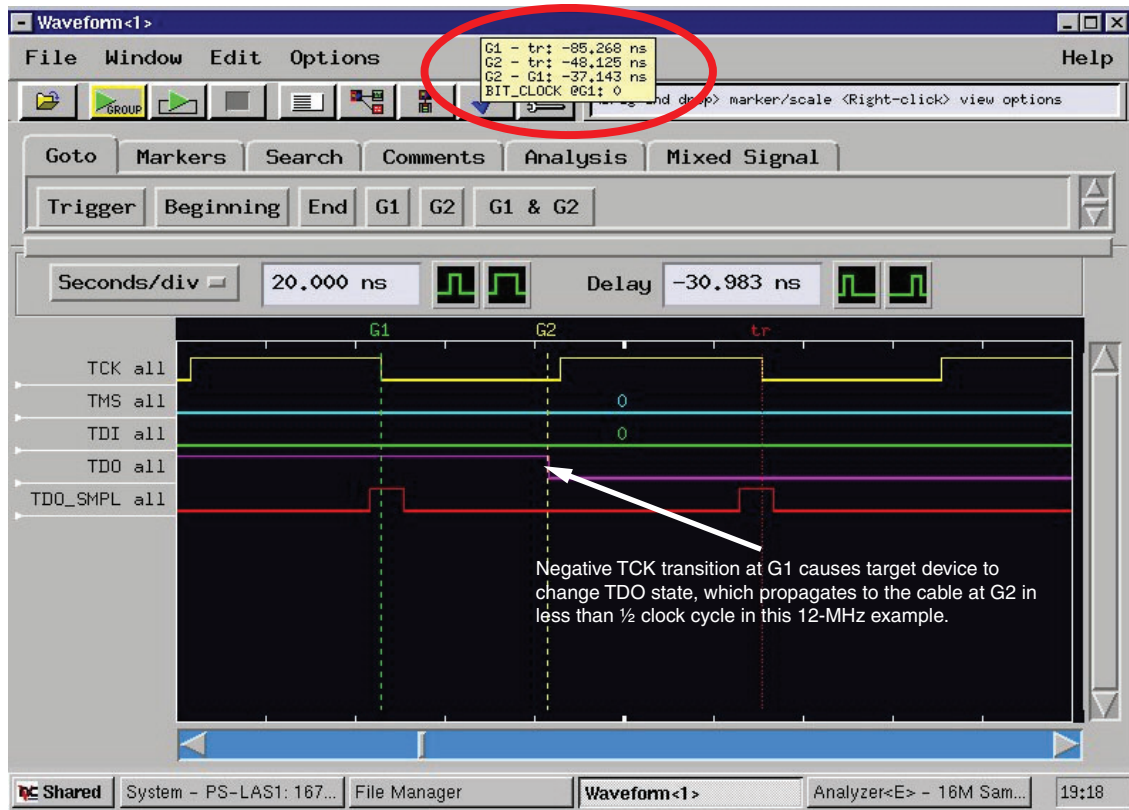 Waveform<1>
File Window Edit Options Help
G1 - tr: -85.268 ns
G2 - tr: -48.125 ns
G2 - G1: -37.143 ns
BIT_CLOCK @G1: 0
GROUP
and drop> marker/scale <Right-click> view options
Goto Markers Search Comments Analysis Mixed Signal
Trigger Beginning End G1 G2 G1 & G2
Seconds/div 20.000 ns Delay -30.983 ns
G1 G2 tr
TCK all
TMS all 0
TDI all 0
TDO all
TDO_SMPL all
Negative TCK transition at G1 causes target device to
change TDO state, which propagates to the cable at G2 in
less than ½ clock cycle in this 12-MHz example.
Shared System - PS-LAS1: 167... File Manager Waveform<1> Analyzer<E> - 16M Sam... 19:18